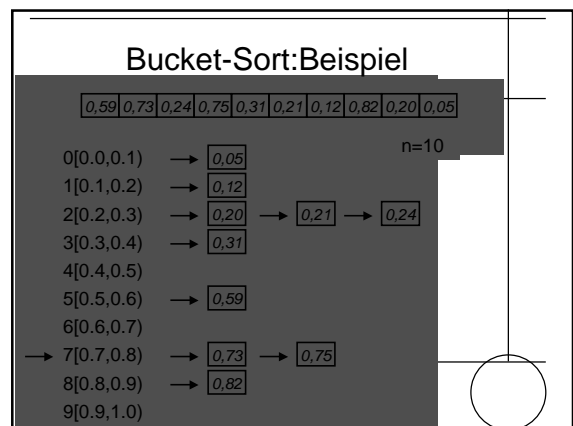 Bucket-Sort:Beispiel
0,59 0,73 0,24 0,75 0,31 0,21 0,12 0,82 0,20 0,05
n=10
0[0.0,0.1) → 0,05
1[0.1,0.2) → 0,12
2[0.2,0.3) → 0,20 → 0,21 → 0,24
3[0.3,0.4) → 0,31
4[0.4,0.5)
5[0.5,0.6) → 0,59
6[0.6,0.7)
→ 7[0.7,0.8) → 0,73 → 0,75
8[0.8,0.9) → 0,82
9[0.9,1.0)